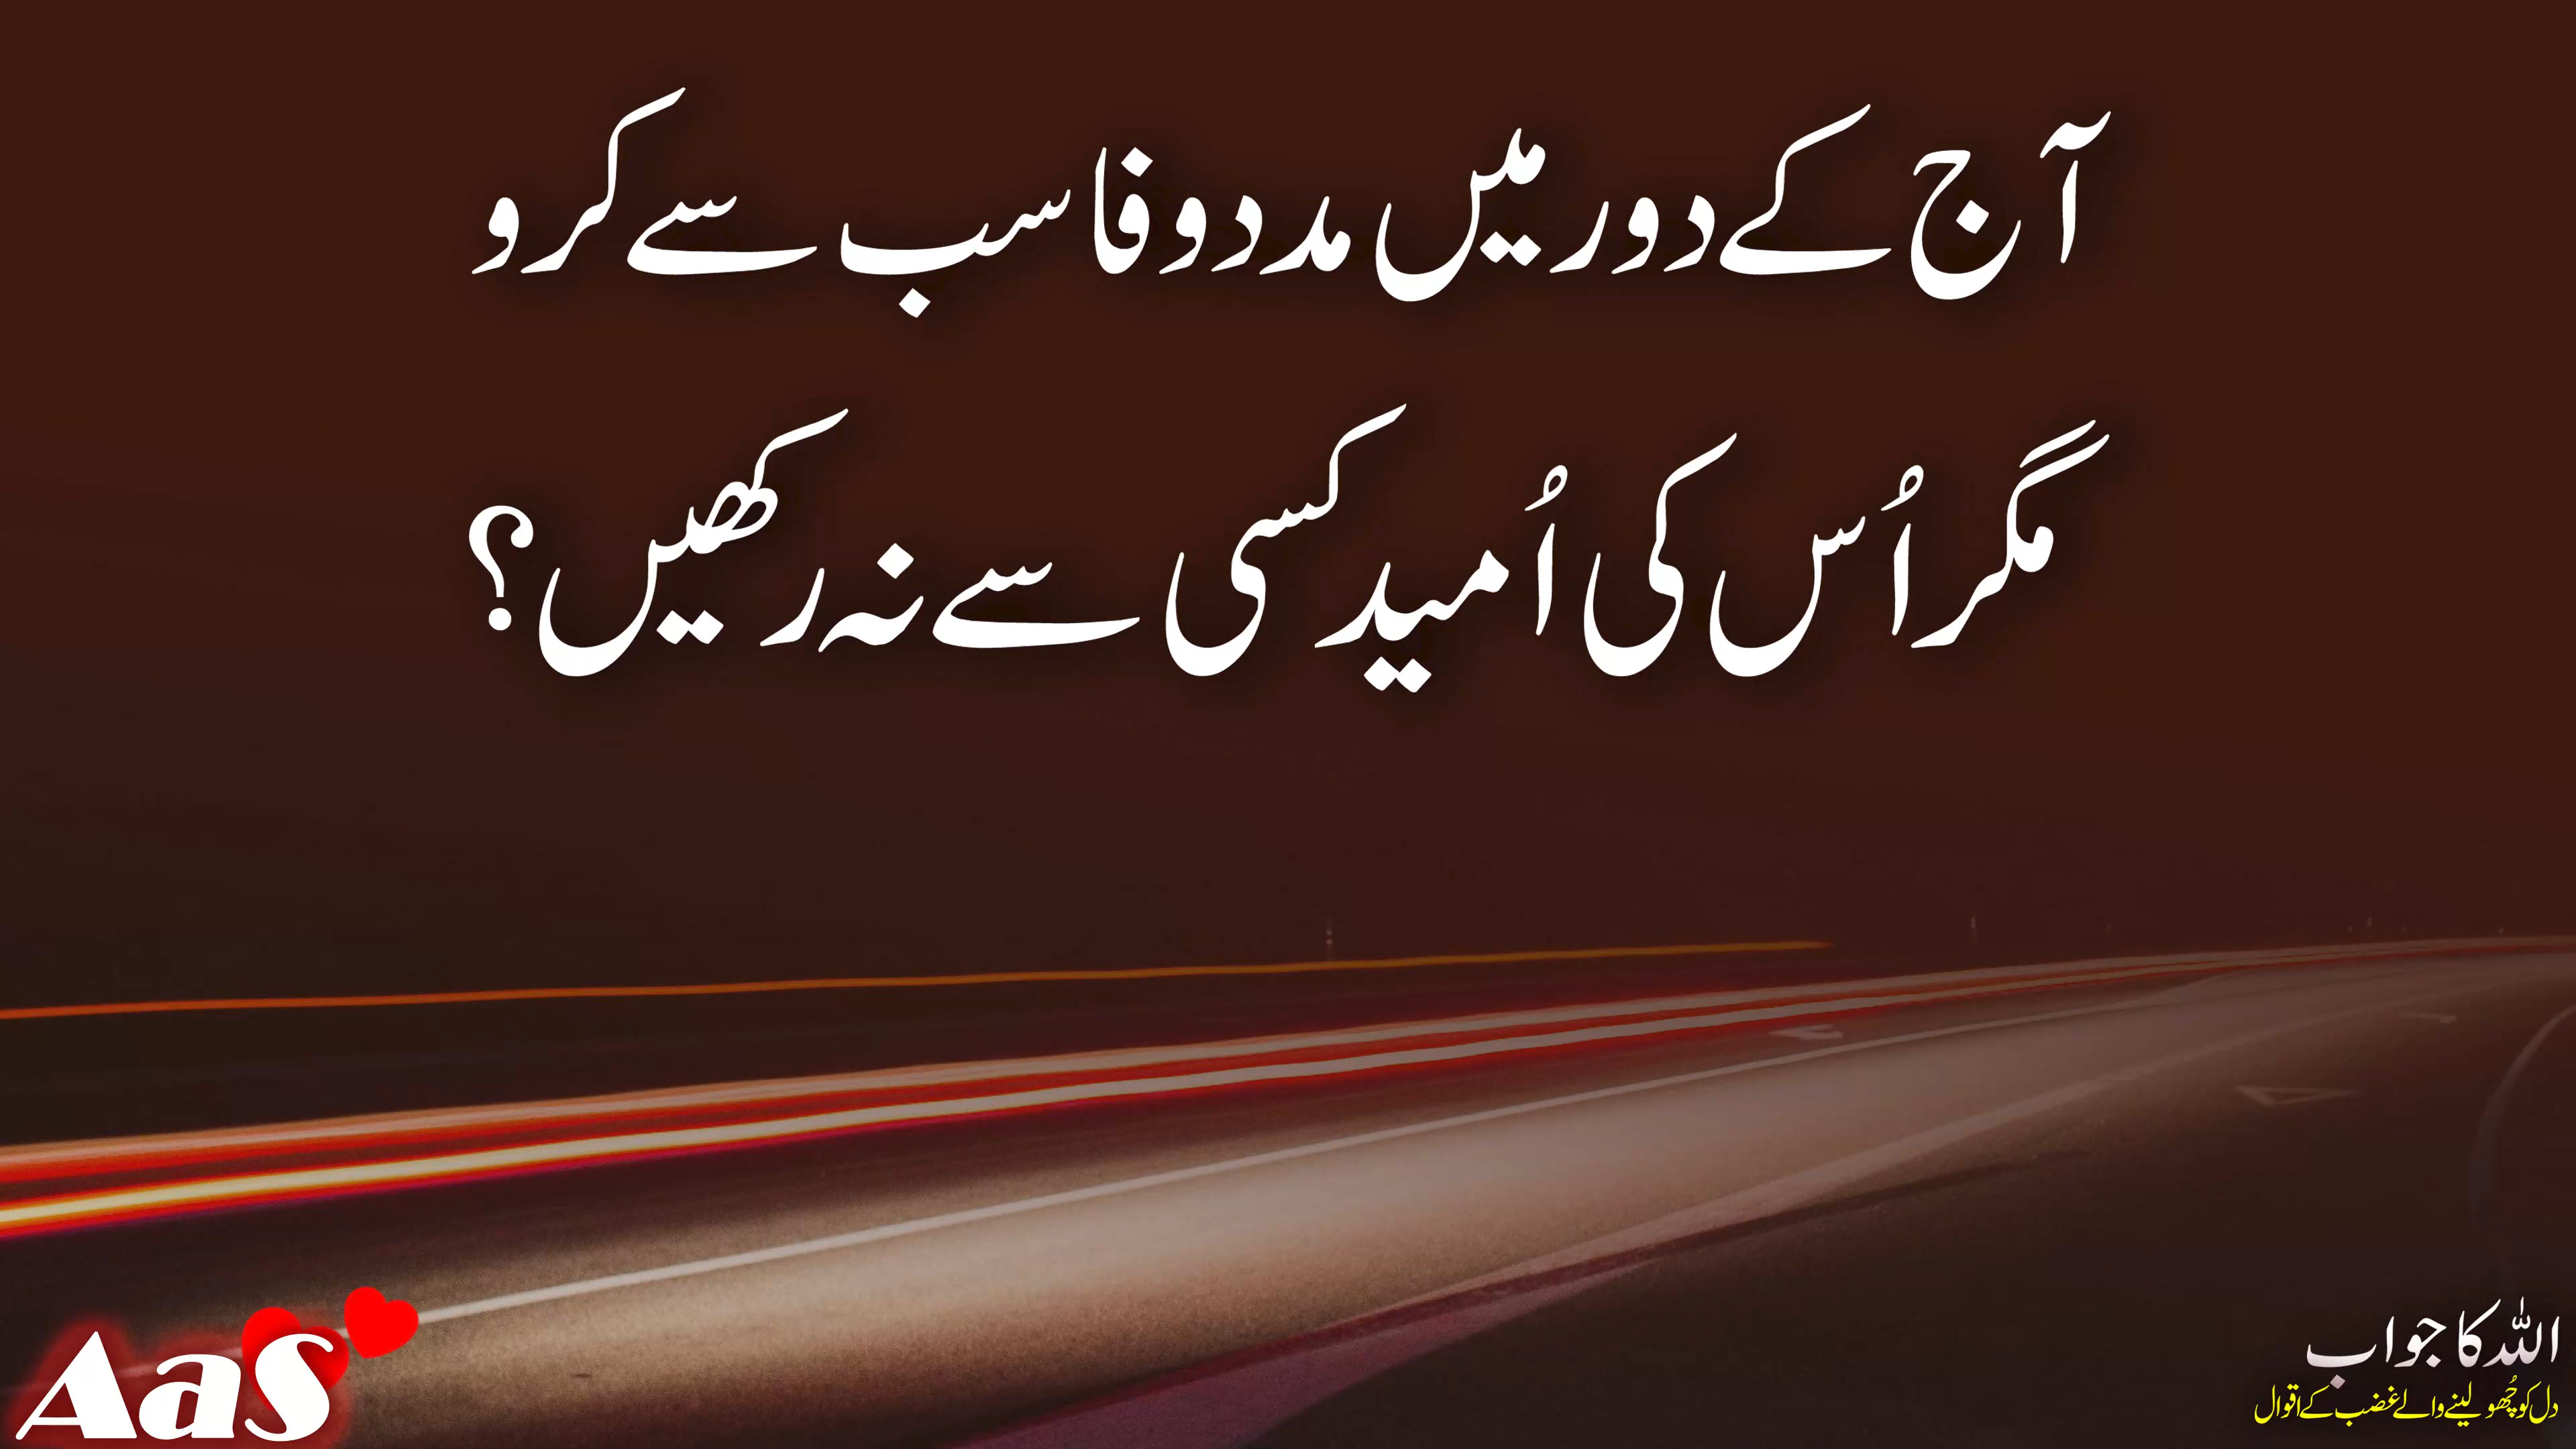 آج کے دور میں مدد وفا سب سے کرو
مگر اُس کی اُمید کسی سے نہ رکھیں؟
AaS
اللہ کا جواب
دل کو چُھو لینے والے غضب کے اقوال